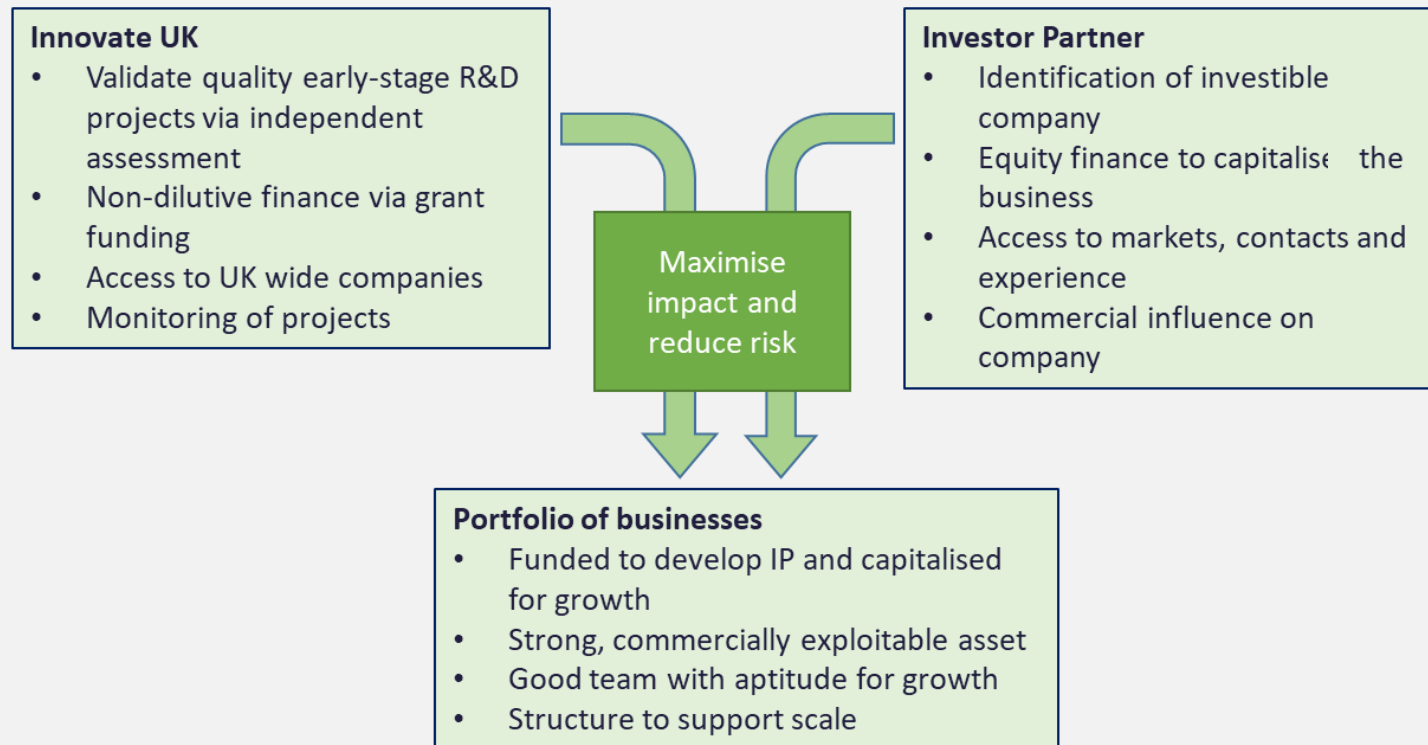 Innovate UK
• Validate quality early-stage R&D
projects via independent
assessment
• Non-dilutive finance via grant
funding
• Access to UK wide companies
• Monitoring of projects
Investor Partner
• Identification of investible
company
• Equity finance to capitalise the
business
• Access to markets, contacts and
experience
• Commercial influence on
company
Maximise
impact and
reduce risk
Portfolio of businesses
• Funded to develop IP and capitalised
for growth
• Strong, commercially exploitable asset
• Good team with aptitude for growth
• Structure to support scale